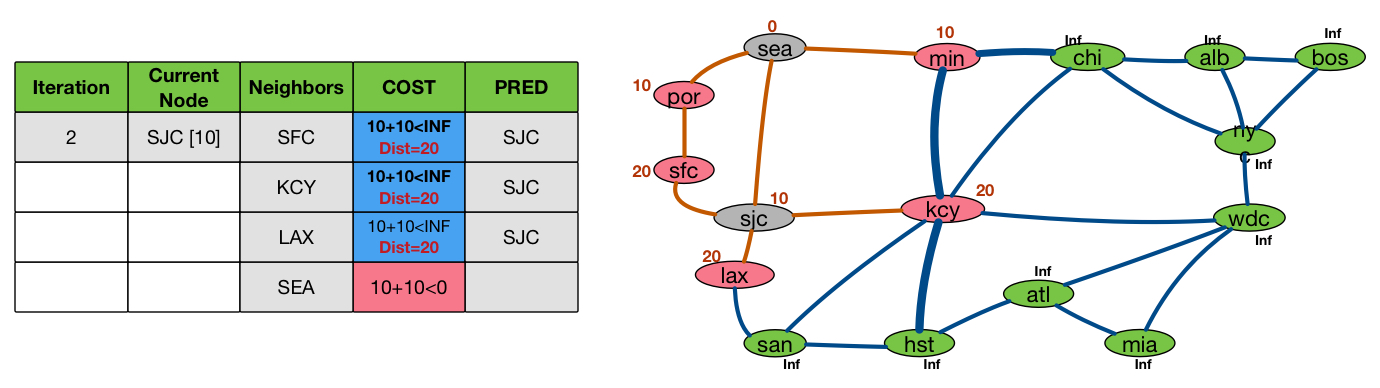 Iteration
Current
Node
Neighbors
COST
PRED
2
SJC [10]
SFC
10+10<INF
Dist=20
SJC
KCY
10+10<INF
Dist=20
SJC
LAX
10+10<INF
Dist=20
SJC
SEA
10+10<0
0
sea
10
min
Inf
chi
Inf
alb
Inf
bos
10
por
ny
c
Inf
20
sfc
10
sjc
20
kcy
wdc
Inf
20
lax
Inf
atl
san
Inf
hst
Inf
mia
Inf